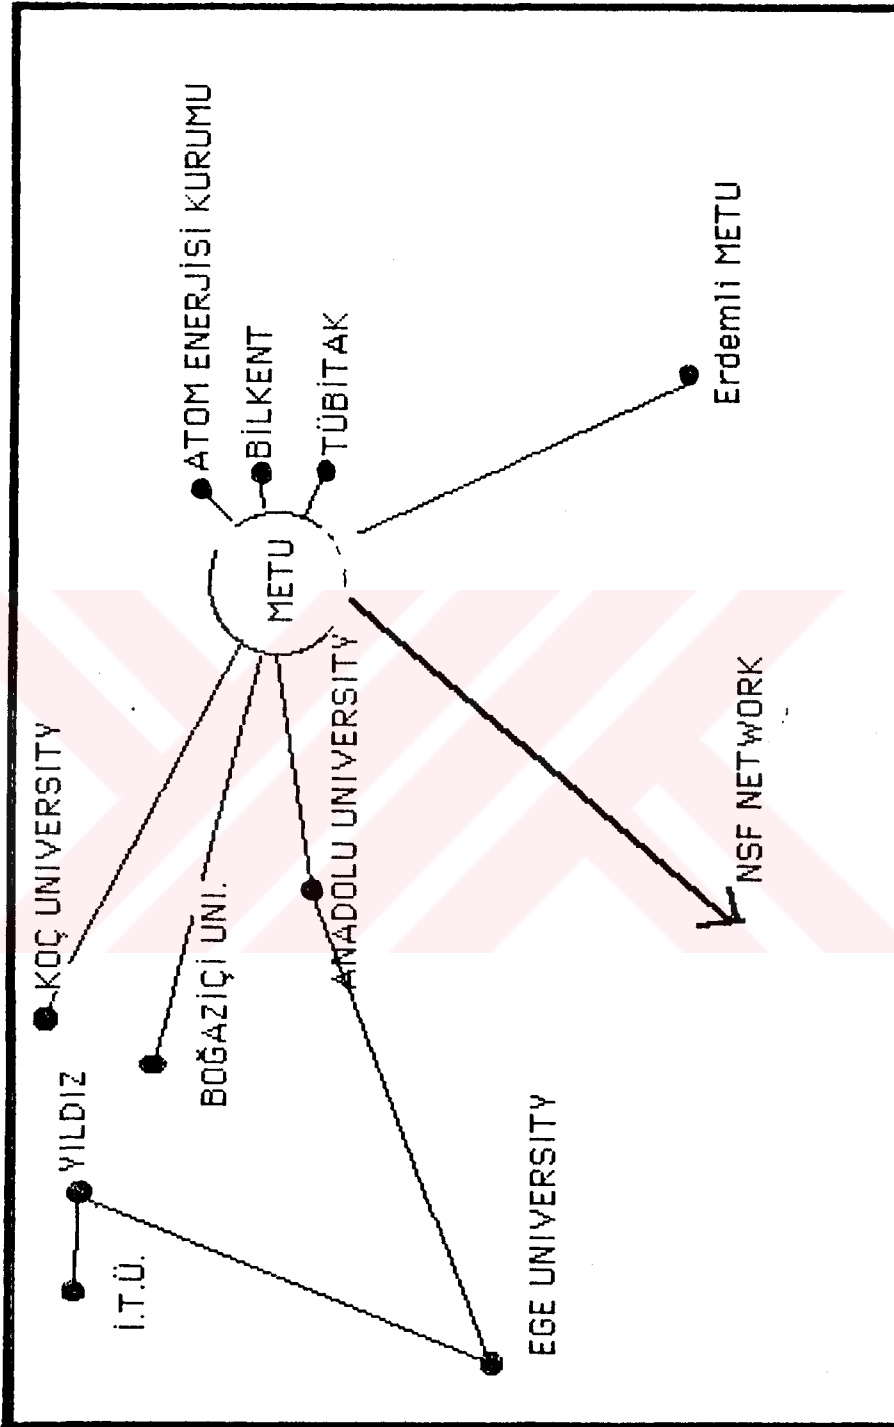 İ.T.Ü.
YILDIZ
KOÇ UNIVERSITY
ATOM ENERJİSİ KURUMU
BOĞAZİÇİ UNI.
BİLKENT
METU
TÜBİTAK
ANADOLU UNIVERSITY
EGE UNIVERSITY
NSF NETWORK
Erdemli METU